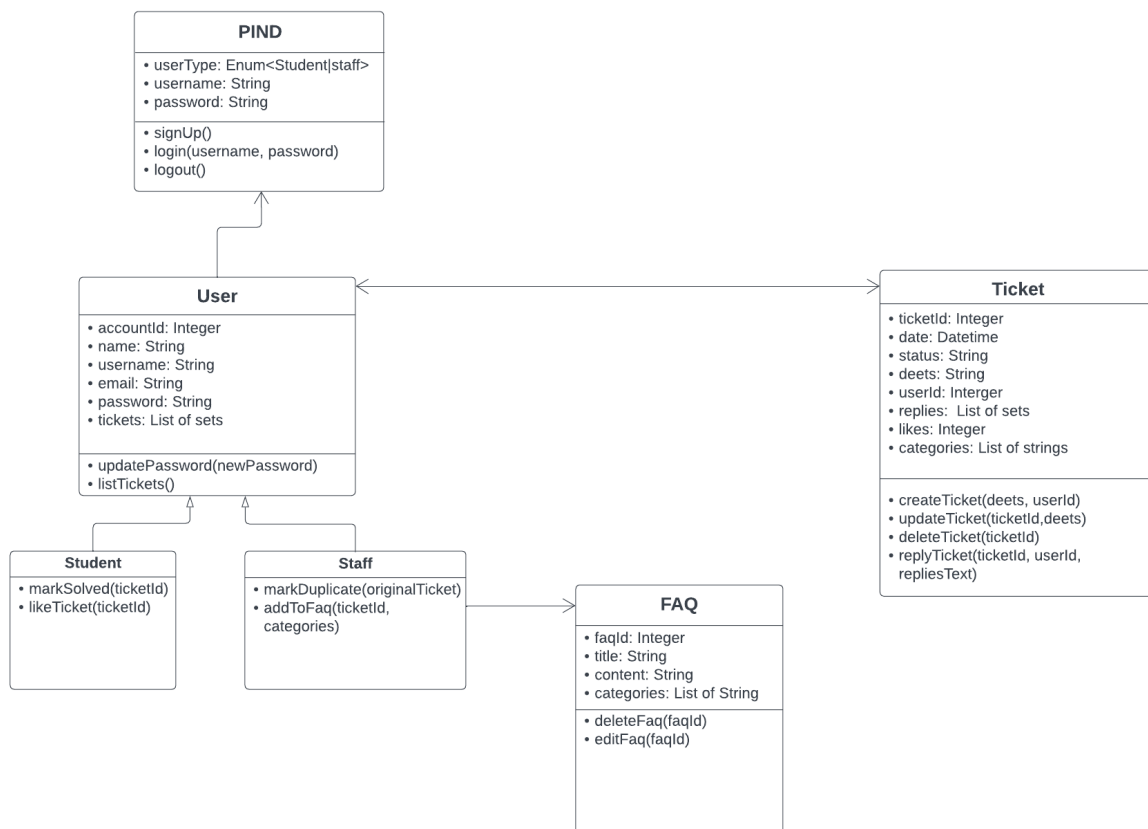 PIND
• userType: Enum<Student|staff>
• username: String
• password: String
• signUp()
• login(username, password)
• logout()
User
• accountId: Integer
• name: String
• username: String
• email: String
• password: String
• tickets: List of sets
• updatePassword(newPassword)
• listTickets()
Ticket
• ticketId: Integer
• date: Datetime
• status: String
• deets: String
• userId: Interger
• replies:  List of sets
• likes: Integer
• categories: List of strings
• createTicket(deets, userId)
• updateTicket(ticketId,deets)
• deleteTicket(ticketId)
• replyTicket(ticketId, userId,
repliesText)
Student
• markSolved(ticketId)
• likeTicket(ticketId)
Staff
• markDuplicate(originalTicket)
• addToFaq(ticketId,
categories)
FAQ
• faqId: Integer
• title: String
• content: String
• categories: List of String
• deleteFaq(faqId)
• editFaq(faqId)